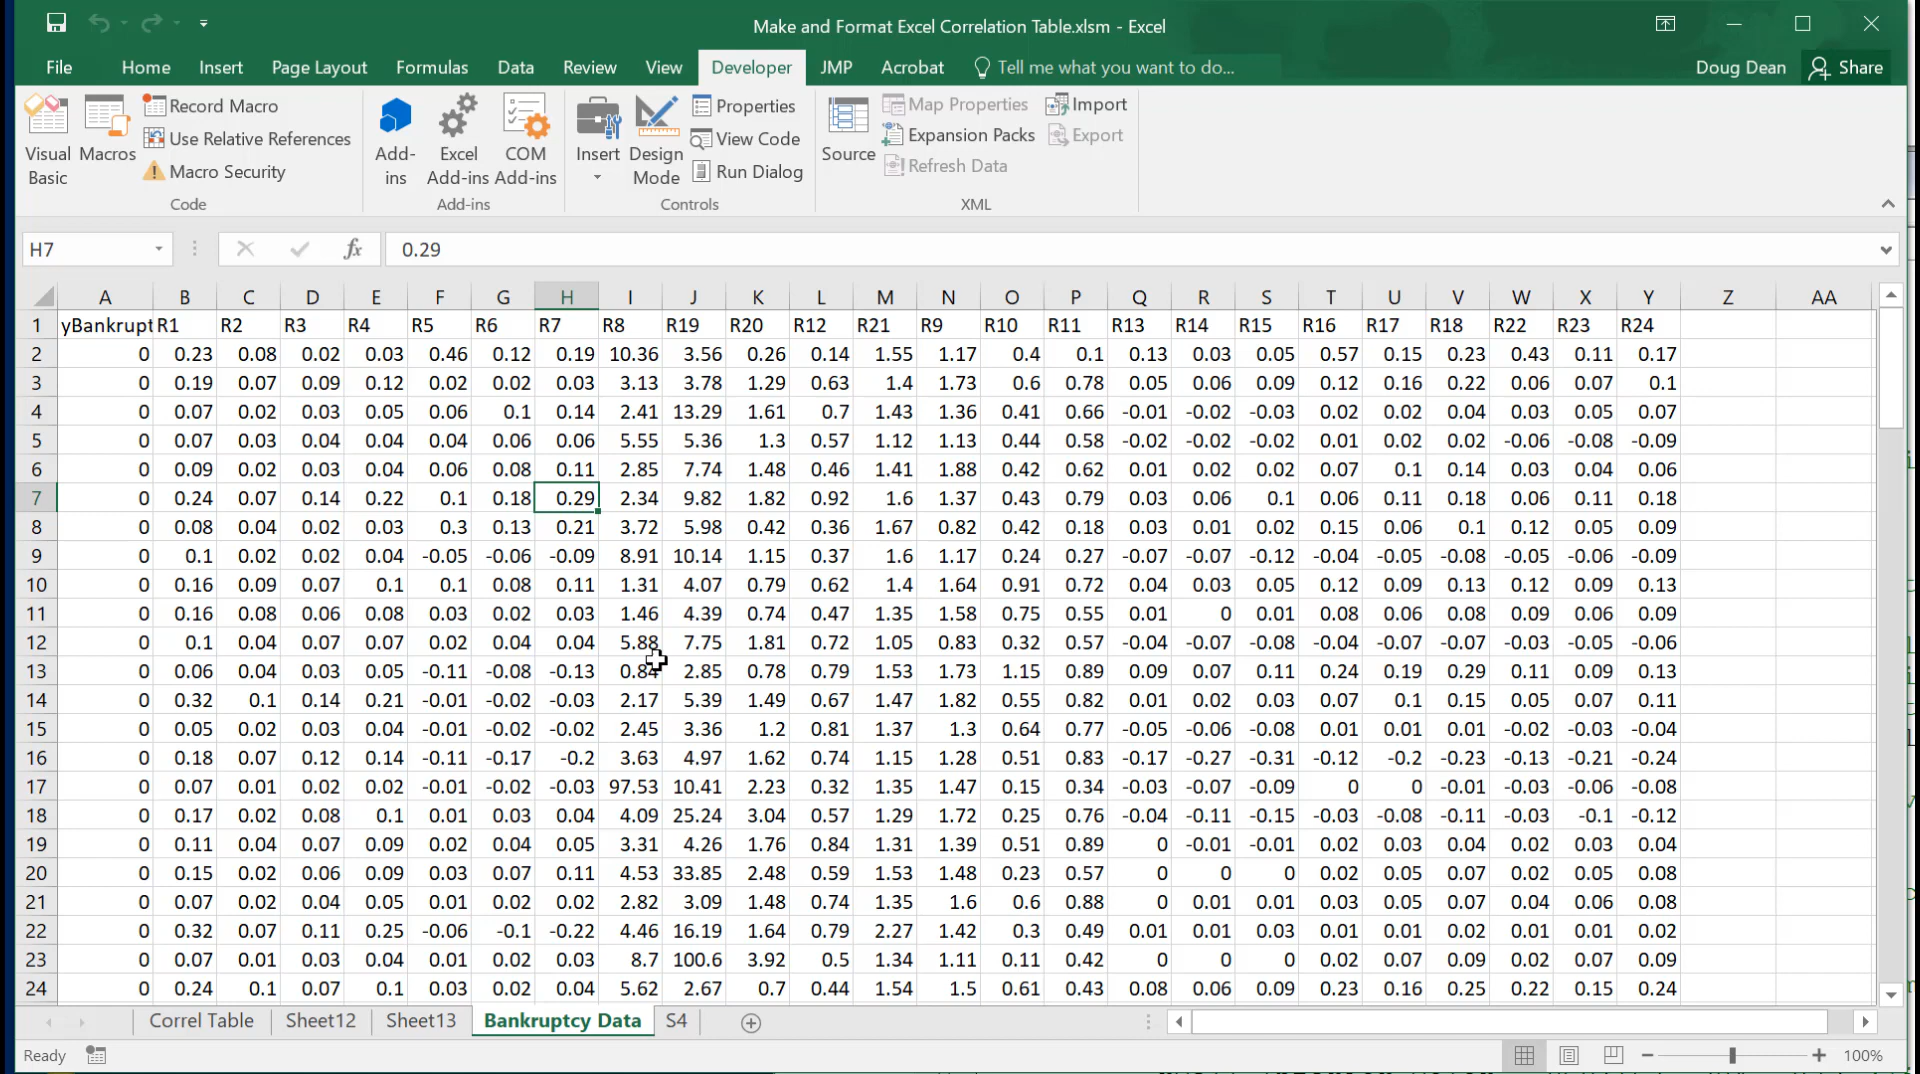 Make and Format Excel Correlation Table.xlsm - Excel
File Home Insert Page Layout Formulas Data Review View Developer JMP Acrobat Tell me what you want to do... Doug Dean Share
Visual Basic
Macros
Record Macro
Use Relative References
Macro Security
Code
Add-ins
Excel Add-ins
COM Add-ins
Add-ins
Insert
Design Mode
Properties
View Code
Run Dialog
Controls
Source
Map Properties
Expansion Packs
Refresh Data
Import
Export
XML
H7 fx 0.29
A B C D E F G H I J K L M N O P Q R S T U V W X Y Z AA
1 yBankrupt R1 R2 R3 R4 R5 R6 R7 R8 R19 R20 R12 R21 R9 R10 R11 R13 R14 R15 R16 R17 R18 R22 R23 R24
2 0 0.23 0.08 0.02 0.03 0.46 0.12 0.19 10.36 3.56 0.26 0.14 1.55 1.17 0.4 0.1 0.13 0.03 0.05 0.57 0.15 0.23 0.43 0.11 0.17
3 0 0.19 0.07 0.09 0.12 0.02 0.02 0.03 3.13 3.78 1.29 0.63 1.4 1.73 0.6 0.78 0.05 0.06 0.09 0.12 0.16 0.22 0.06 0.07 0.1
4 0 0.07 0.02 0.03 0.05 0.06 0.1 0.14 2.41 13.29 1.61 0.7 1.43 1.36 0.41 0.66 -0.01 -0.02 -0.03 0.02 0.02 0.04 0.03 0.05 0.07
5 0 0.07 0.03 0.04 0.04 0.04 0.06 0.06 5.55 5.36 1.3 0.57 1.12 1.13 0.44 0.58 -0.02 -0.02 -0.02 0.01 0.02 0.02 -0.06 -0.08 -0.09
6 0 0.09 0.02 0.03 0.04 0.06 0.08 0.11 2.85 7.74 1.48 0.46 1.41 1.88 0.42 0.62 0.01 0.02 0.02 0.07 0.1 0.14 0.03 0.04 0.06
7 0 0.24 0.07 0.14 0.22 0.1 0.18 0.29 2.34 9.82 1.82 0.92 1.6 1.37 0.43 0.79 0.03 0.06 0.1 0.06 0.11 0.18 0.06 0.11 0.18
8 0 0.08 0.04 0.02 0.03 0.3 0.13 0.21 3.72 5.98 0.42 0.36 1.67 0.82 0.42 0.18 0.03 0.01 0.02 0.15 0.06 0.1 0.12 0.05 0.09
9 0 0.1 0.02 0.02 0.04 -0.05 -0.06 -0.09 8.91 10.14 1.15 0.37 1.6 1.17 0.24 0.27 -0.07 -0.07 -0.12 -0.04 -0.05 -0.08 -0.05 -0.06 -0.09
10 0 0.16 0.09 0.07 0.1 0.1 0.08 0.11 1.31 4.07 0.79 0.62 1.4 1.64 0.91 0.72 0.04 0.03 0.05 0.12 0.09 0.13 0.12 0.09 0.13
11 0 0.16 0.08 0.06 0.08 0.03 0.02 0.03 1.46 4.39 0.74 0.47 1.35 1.58 0.75 0.55 0.01 0 0.01 0.08 0.06 0.08 0.09 0.06 0.09
12 0 0.1 0.04 0.07 0.07 0.02 0.04 0.04 5.88 7.75 1.81 0.72 1.05 0.83 0.32 0.57 -0.04 -0.07 -0.08 -0.04 -0.07 -0.07 -0.03 -0.05 -0.06
13 0 0.06 0.04 0.03 0.05 -0.11 -0.08 -0.13 0.84 2.85 0.78 0.79 1.53 1.73 1.15 0.89 0.09 0.07 0.11 0.24 0.19 0.29 0.11 0.09 0.13
14 0 0.32 0.1 0.14 0.21 -0.01 -0.02 -0.03 2.17 5.39 1.49 0.67 1.47 1.82 0.55 0.82 0.01 0.02 0.03 0.07 0.1 0.15 0.05 0.07 0.11
15 0 0.05 0.02 0.03 0.04 -0.01 -0.02 -0.02 2.45 3.36 1.2 0.81 1.37 1.3 0.64 0.77 -0.05 -0.06 -0.08 0.01 0.01 0.01 -0.02 -0.03 -0.04
16 0 0.18 0.07 0.12 0.14 -0.11 -0.17 -0.2 3.63 4.97 1.62 0.74 1.15 1.28 0.51 0.83 -0.17 -0.27 -0.31 -0.12 -0.2 -0.23 -0.13 -0.21 -0.24
17 0 0.07 0.01 0.02 0.02 -0.01 -0.02 -0.03 97.53 10.41 2.23 0.32 1.35 1.47 0.15 0.34 -0.03 -0.07 -0.09 0 0 -0.01 -0.03 -0.06 -0.08
18 0 0.17 0.02 0.08 0.1 0.01 0.03 0.04 4.09 25.24 3.04 0.57 1.29 1.72 0.25 0.76 -0.04 -0.11 -0.15 -0.03 -0.08 -0.11 -0.03 -0.1 -0.12
19 0 0.11 0.04 0.07 0.09 0.02 0.04 0.05 3.31 4.26 1.76 0.84 1.31 1.39 0.51 0.89 0 -0.01 -0.01 0.02 0.03 0.04 0.02 0.03 0.04
20 0 0.15 0.02 0.06 0.09 0.03 0.07 0.11 4.53 33.85 2.48 0.59 1.53 1.48 0.23 0.57 0 0 0 0.02 0.05 0.07 0.02 0.05 0.08
21 0 0.07 0.02 0.04 0.05 0.01 0.02 0.02 2.82 3.09 1.48 0.74 1.35 1.6 0.6 0.88 0 0.01 0.01 0.03 0.05 0.07 0.04 0.06 0.08
22 0 0.32 0.07 0.11 0.25 -0.06 -0.1 -0.22 4.46 16.19 1.64 0.79 2.27 1.42 0.3 0.49 0.01 0.01 0.03 0.01 0.01 0.02 0.01 0.01 0.02
23 0 0.07 0.01 0.03 0.04 0.01 0.02 0.03 8.7 100.6 3.92 0.5 1.34 1.11 0.11 0.42 0 0 0 0.02 0.07 0.09 0.02 0.07 0.09
24 0 0.24 0.1 0.07 0.1 0.03 0.02 0.04 5.62 2.67 0.7 0.44 1.54 1.5 0.61 0.43 0.08 0.06 0.09 0.23 0.16 0.25 0.22 0.15 0.24
Correl Table Sheet12 Sheet13 Bankruptcy Data S4
Ready 100%